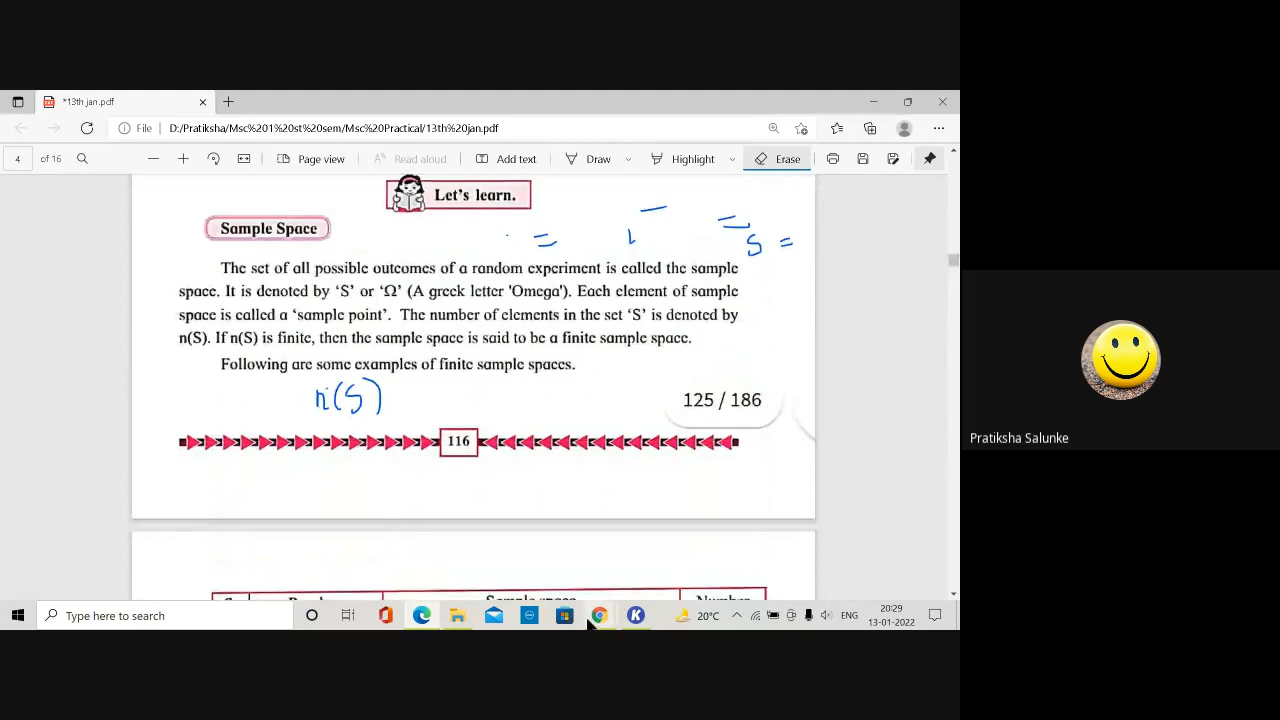 *13th jan.pdf
File
D:/Pratiksha/Msc%201%20st%20sem/Msc%20Practical/13th%20jan.pdf
4 of 16
Page view
Read aloud
Add text
Draw
Highlight
Erase
Let's learn.
Sample Space
S =
The set of all possible outcomes of a random experiment is called the sample
space. It is denoted by ‘S’ or ‘Ω’ (A greek letter 'Omega'). Each element of sample
space is called a ‘sample point’. The number of elements in the set ‘S’ is denoted by
n(S). If n(S) is finite, then the sample space is said to be a finite sample space.
Following are some examples of finite sample spaces.
n(S)
125 / 186
116
Pratiksha Salunke
Type here to search
20°C
ENG
20:29
13-01-2022